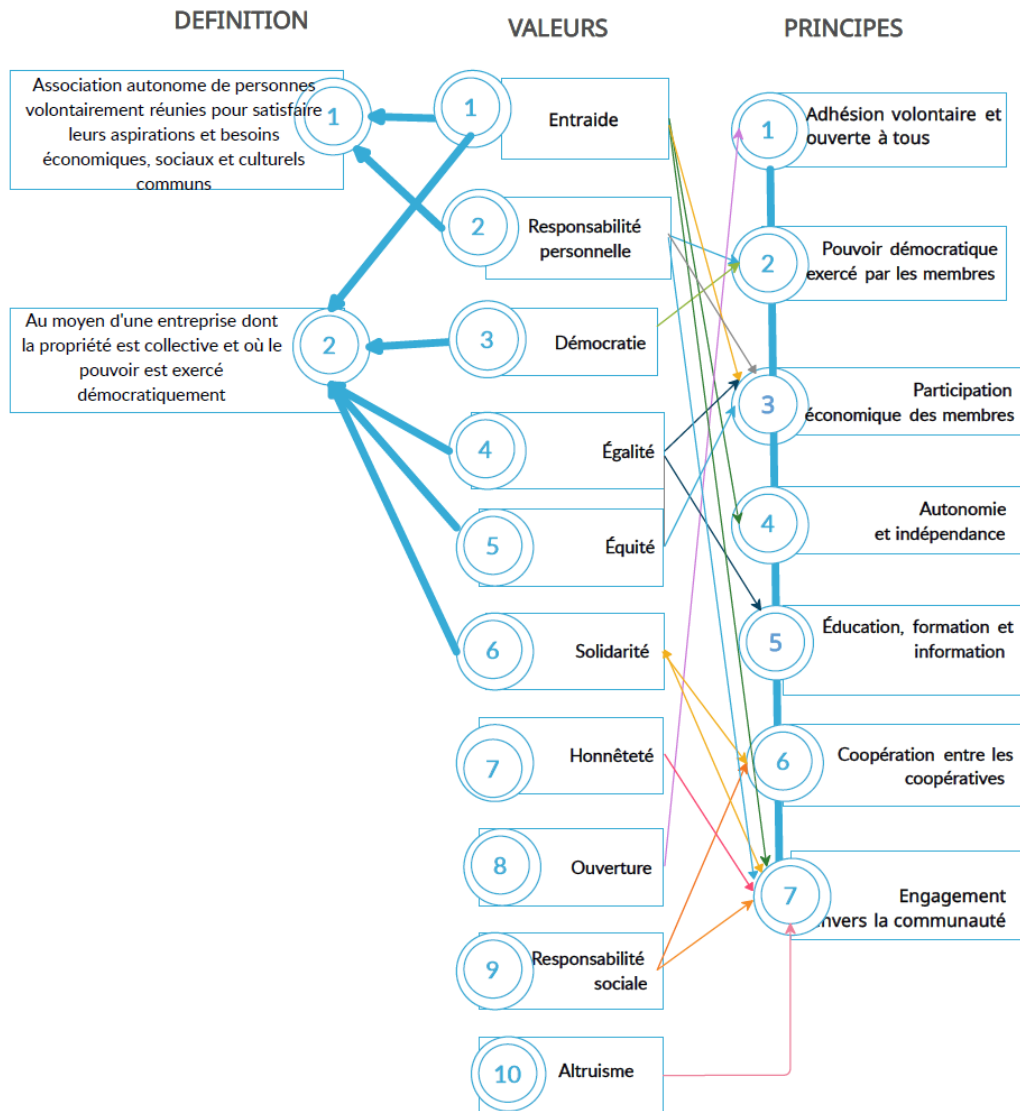 DEFINITION
VALEURS
PRINCIPES
Association autonome de personnes
volontairement réunies pour satisfaire
leurs aspirations et besoins
économiques, sociaux et culturels
communs
1
Au moyen d'une entreprise dont
la propriété est collective et où le
pouvoir est exercé
démocratiquement
2
1
Entraide
2
Responsabilité
personnelle
3
Démocratie
4
Égalité
5
Équité
6
Solidarité
7
Honnêteté
8
Ouverture
9
Responsabilité
sociale
10
Altruisme
1
Adhésion volontaire et
ouverte à tous
2
Pouvoir démocratique
exercé par les membres
3
Participation
économique des membres
4
Autonomie
et indépendance
5
Éducation, formation et
information
6
Coopération entre les
coopératives
7
Engagement
nvers la communauté